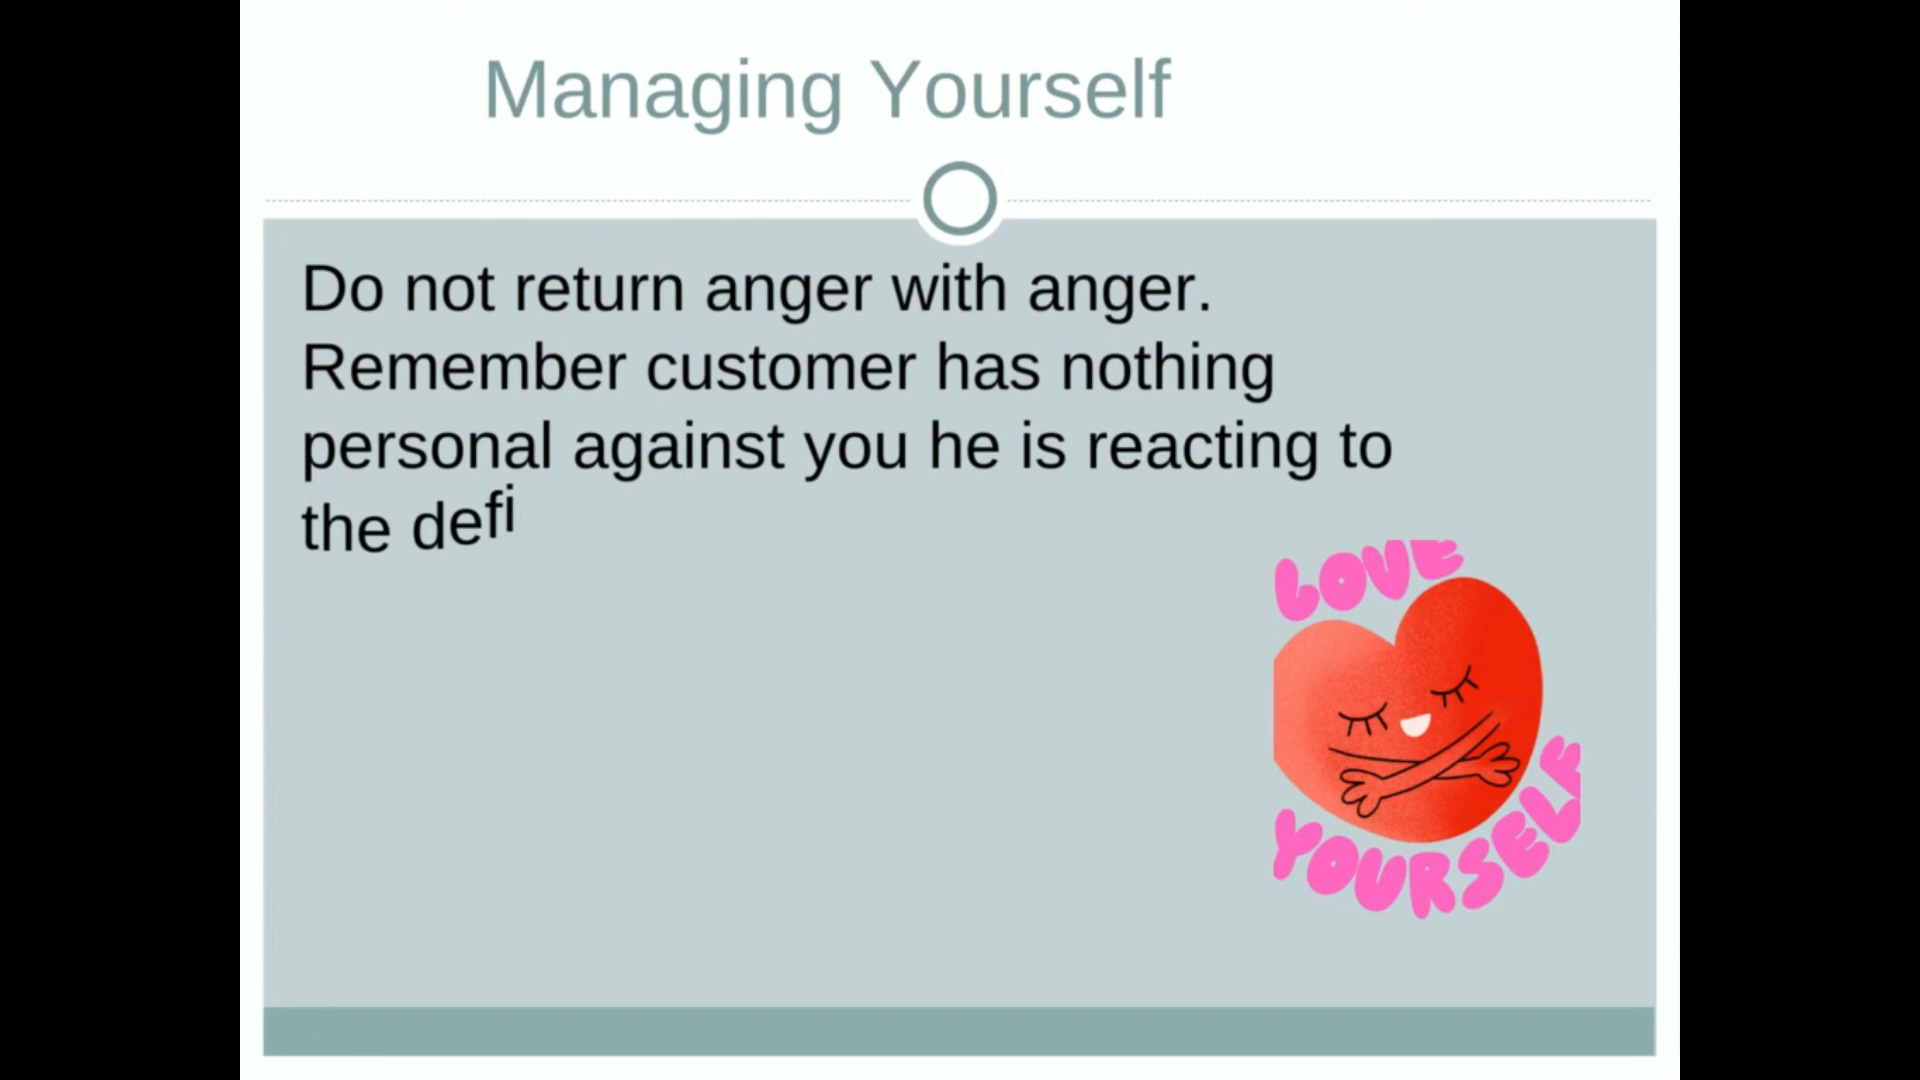 Managing Yourself
Do not return anger with anger.
Remember customer has nothing
personal against you he is reacting to
the defi
LOVE
YOURSELF